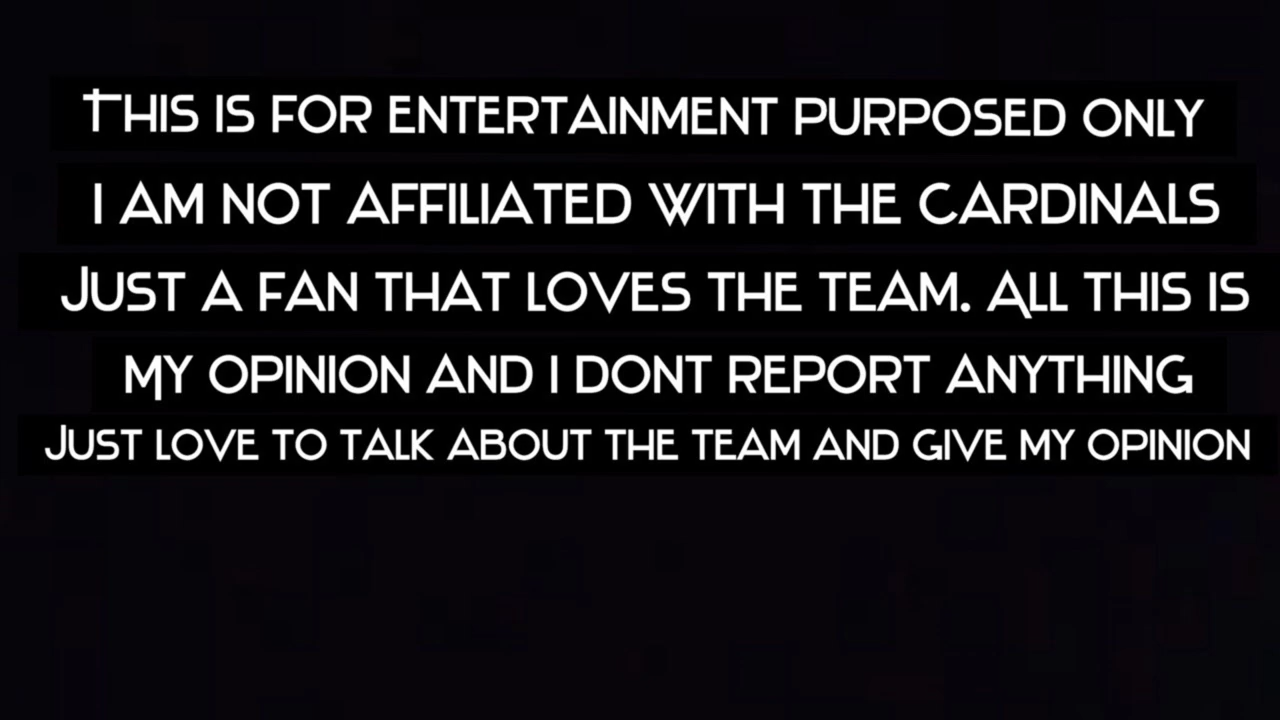 This is for entertainment purposed only
I am not affiliated with the Cardinals
Just a fan that loves the team. All this is
my opinion and I dont report anything
Just love to talk about the team and give my opinion